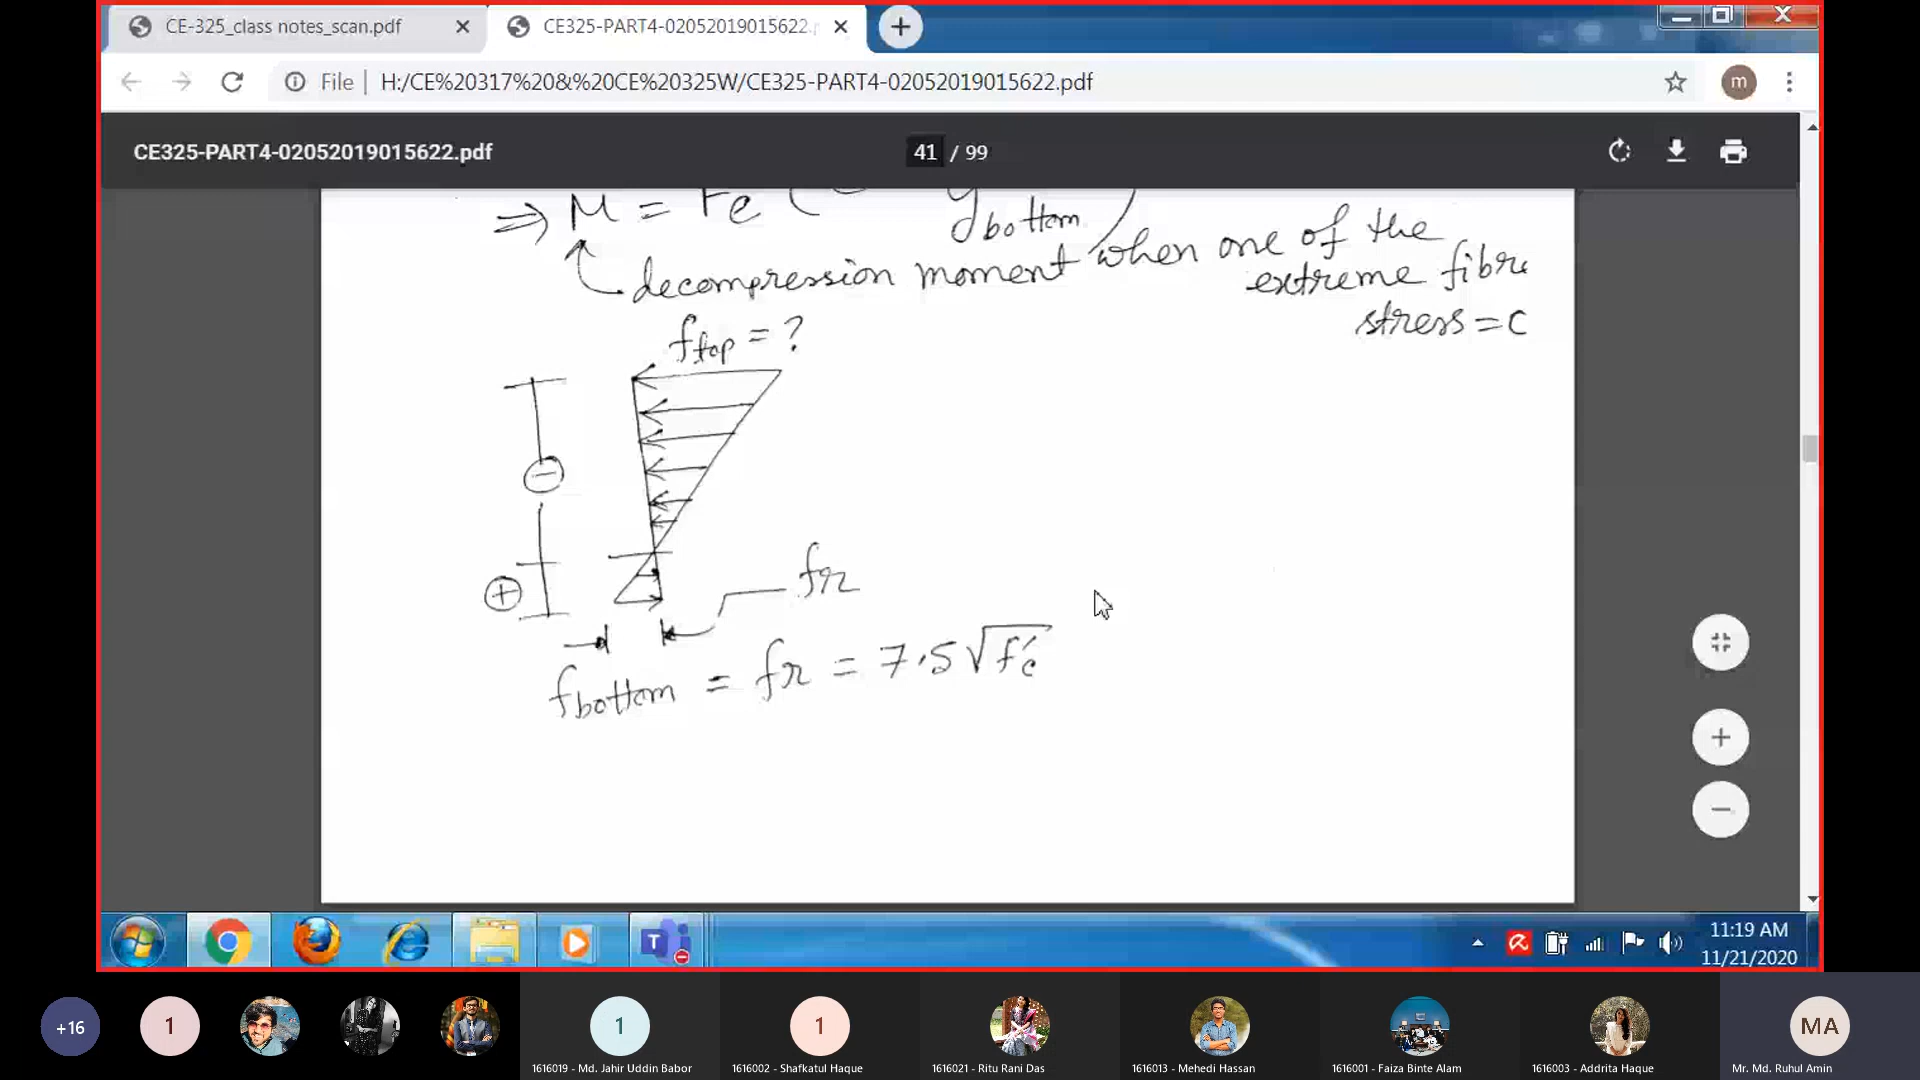 CE-325_class notes_scan.pdf
CE325-PART4-02052019015622.p
File | H:/CE%20317%20&%20CE%20325W/CE325-PART4-02052019015622.pdf
m
CE325-PART4-02052019015622.pdf
41 / 99
⇒ M = Fe ( y bottom )
decompression moment when one of the
extreme fibre
stress = 0
f top = ?
−
+
fr
f bottom = fr = 7.5 √f'c
11:19 AM
11/21/2020
+16
1
1
1
MA
1616019 - Md. Jahir Uddin Babor
1616002 - Shafkatul Haque
1616021 - Ritu Rani Das
1616013 - Mehedi Hassan
1616001 - Faiza Binte Alam
1616003 - Addrita Haque
Mr. Md. Ruhul Amin